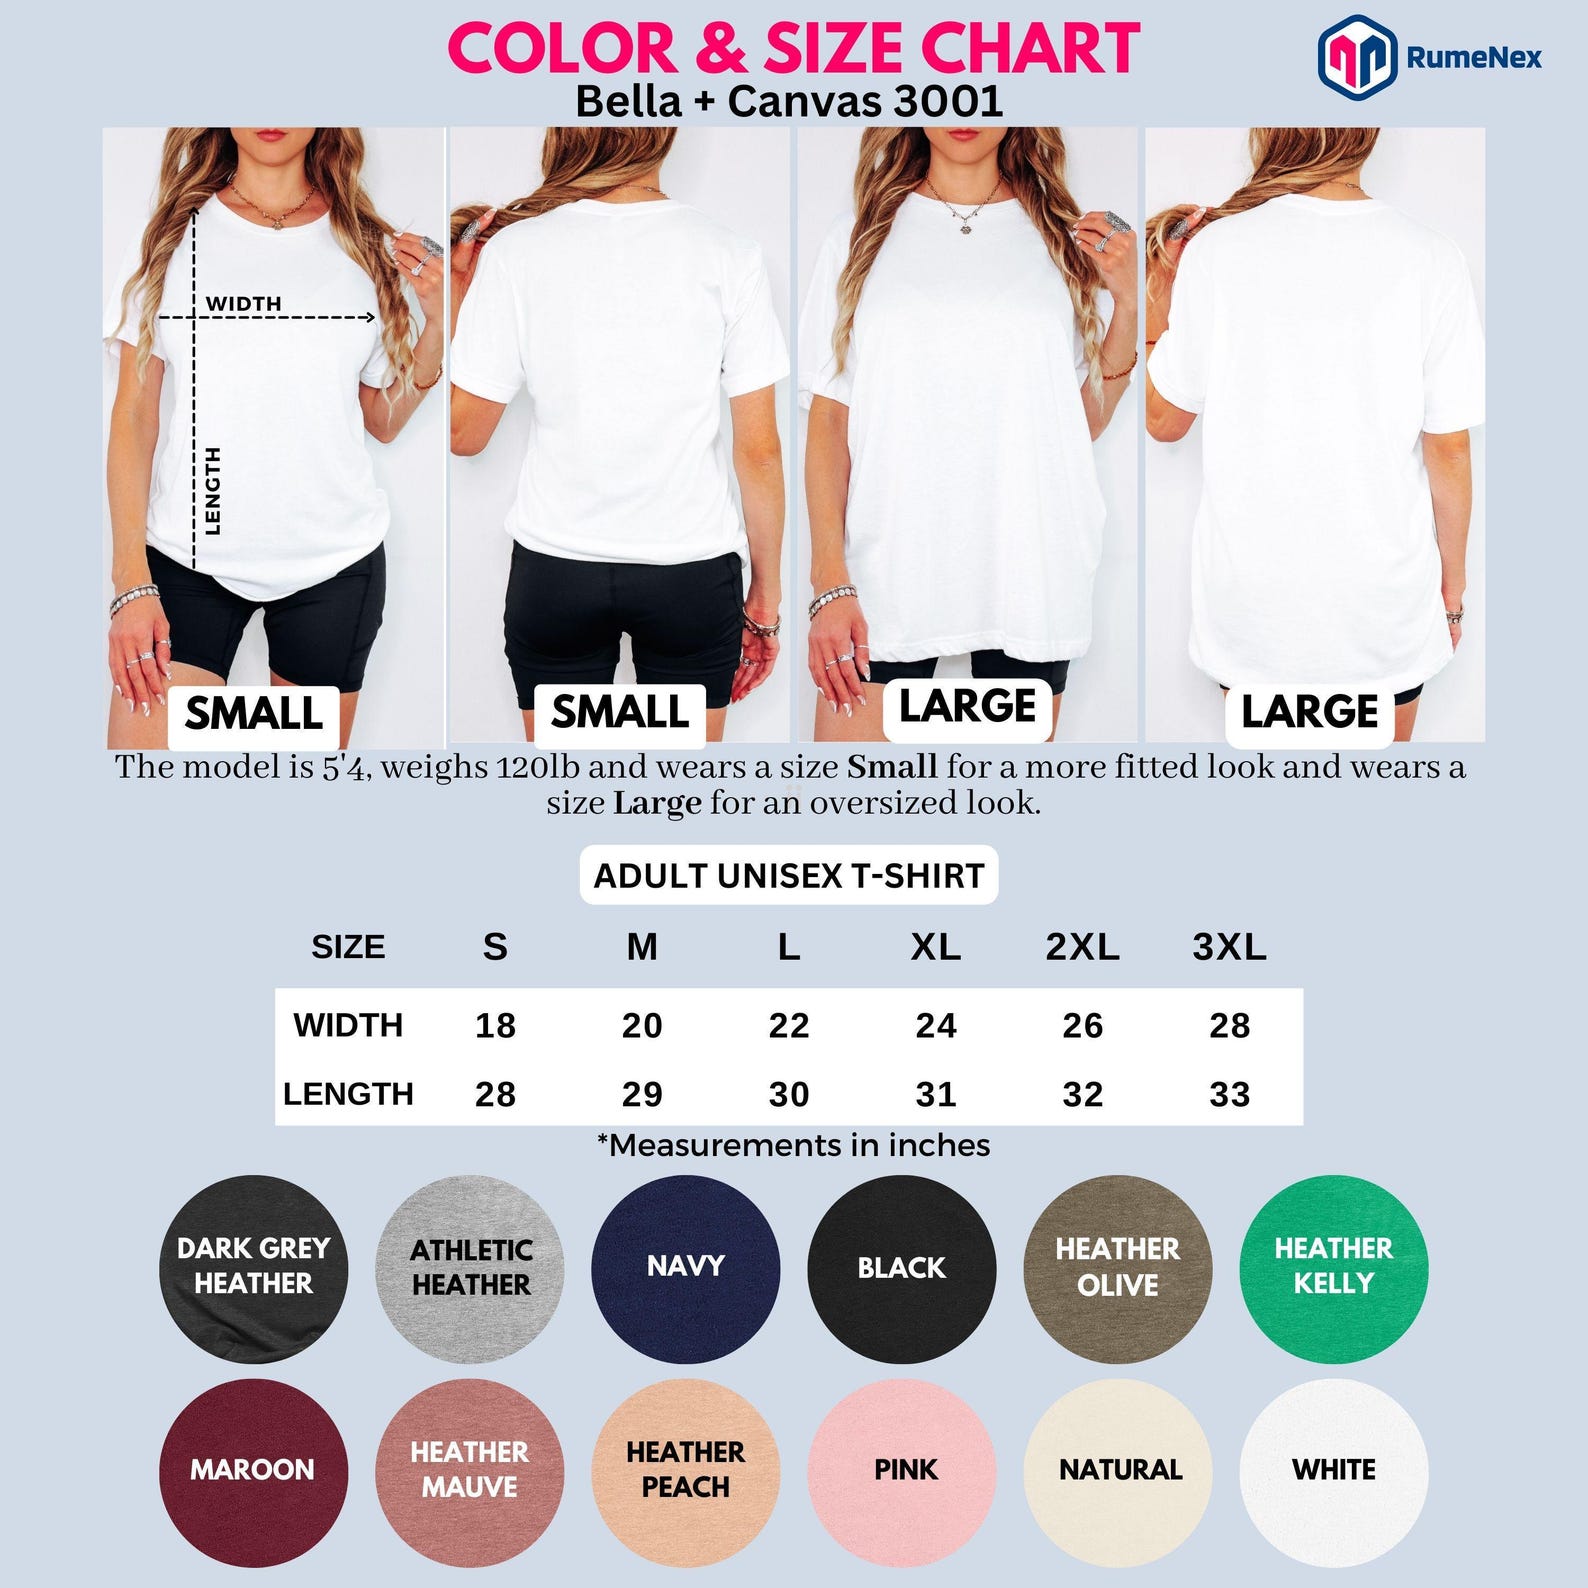 COLOR & SIZE CHART
RumeNex
Bella + Canvas 3001
WIDTH
LENGTH
SMALL
SMALL
LARGE
LARGE
The model is 5'4, weighs 120lb and wears a size Small for a more fitted look and wears a
size Large for an oversized look.
ADULT UNISEX T-SHIRT
SIZE S M L XL 2XL 3XL
WIDTH 18 20 22 24 26 28
LENGTH 28 29 30 31 32 33
*Measurements in inches
DARK GREY
HEATHER
ATHLETIC
HEATHER
NAVY
BLACK
HEATHER
OLIVE
HEATHER
KELLY
MAROON
HEATHER
MAUVE
HEATHER
PEACH
PINK
NATURAL
WHITE